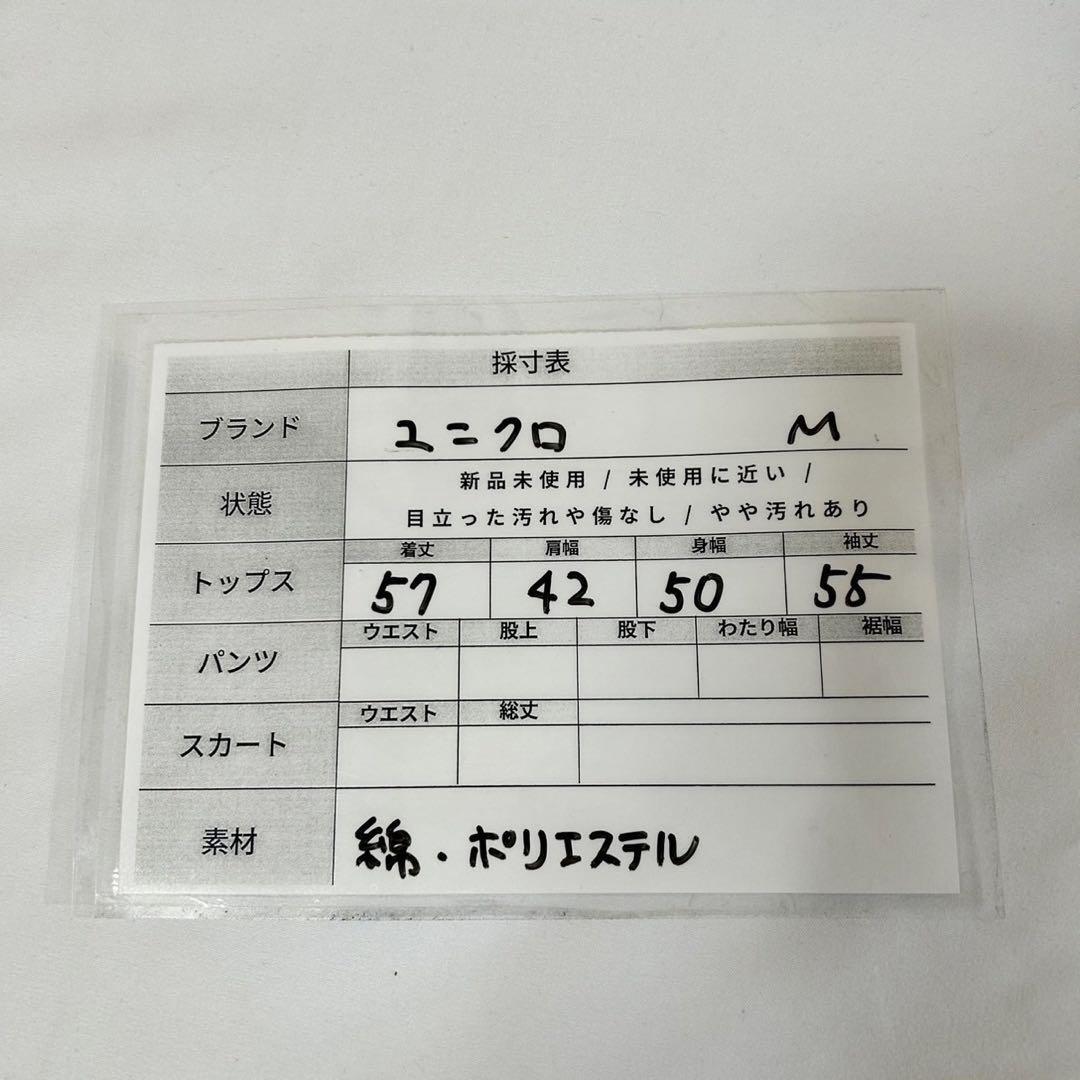 採寸表
ブランド ユニクロ M
状態 新品未使用 / 未使用に近い /
目立った汚れや傷なし / やや汚れあり
着丈 肩幅 身幅 袖丈
トップス 57 42 50 55
ウエスト 股上 股下 わたり幅 裾幅
パンツ
ウエスト 総丈
スカート
素材 綿・ポリエステル